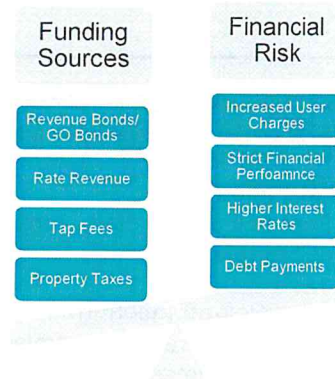 Funding
Sources
Revenue Bonds/
GO Bonds
Rate Revenue
Tap Fees
Property Taxes
Financial
Risk
Increased User
Charges
Strict Financial
Perfoamnce
Higher Interest
Rates
Debt Payments